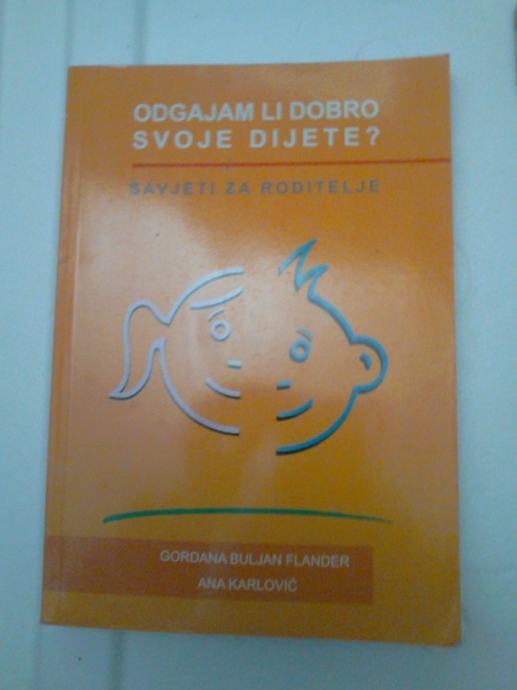 ODGAJAM LI DOBRO
SVOJE DIJETE?
SAVJETI ZA RODITELJE
GORDANA BULJAN FLANDER
ANA KARLOVIĆ